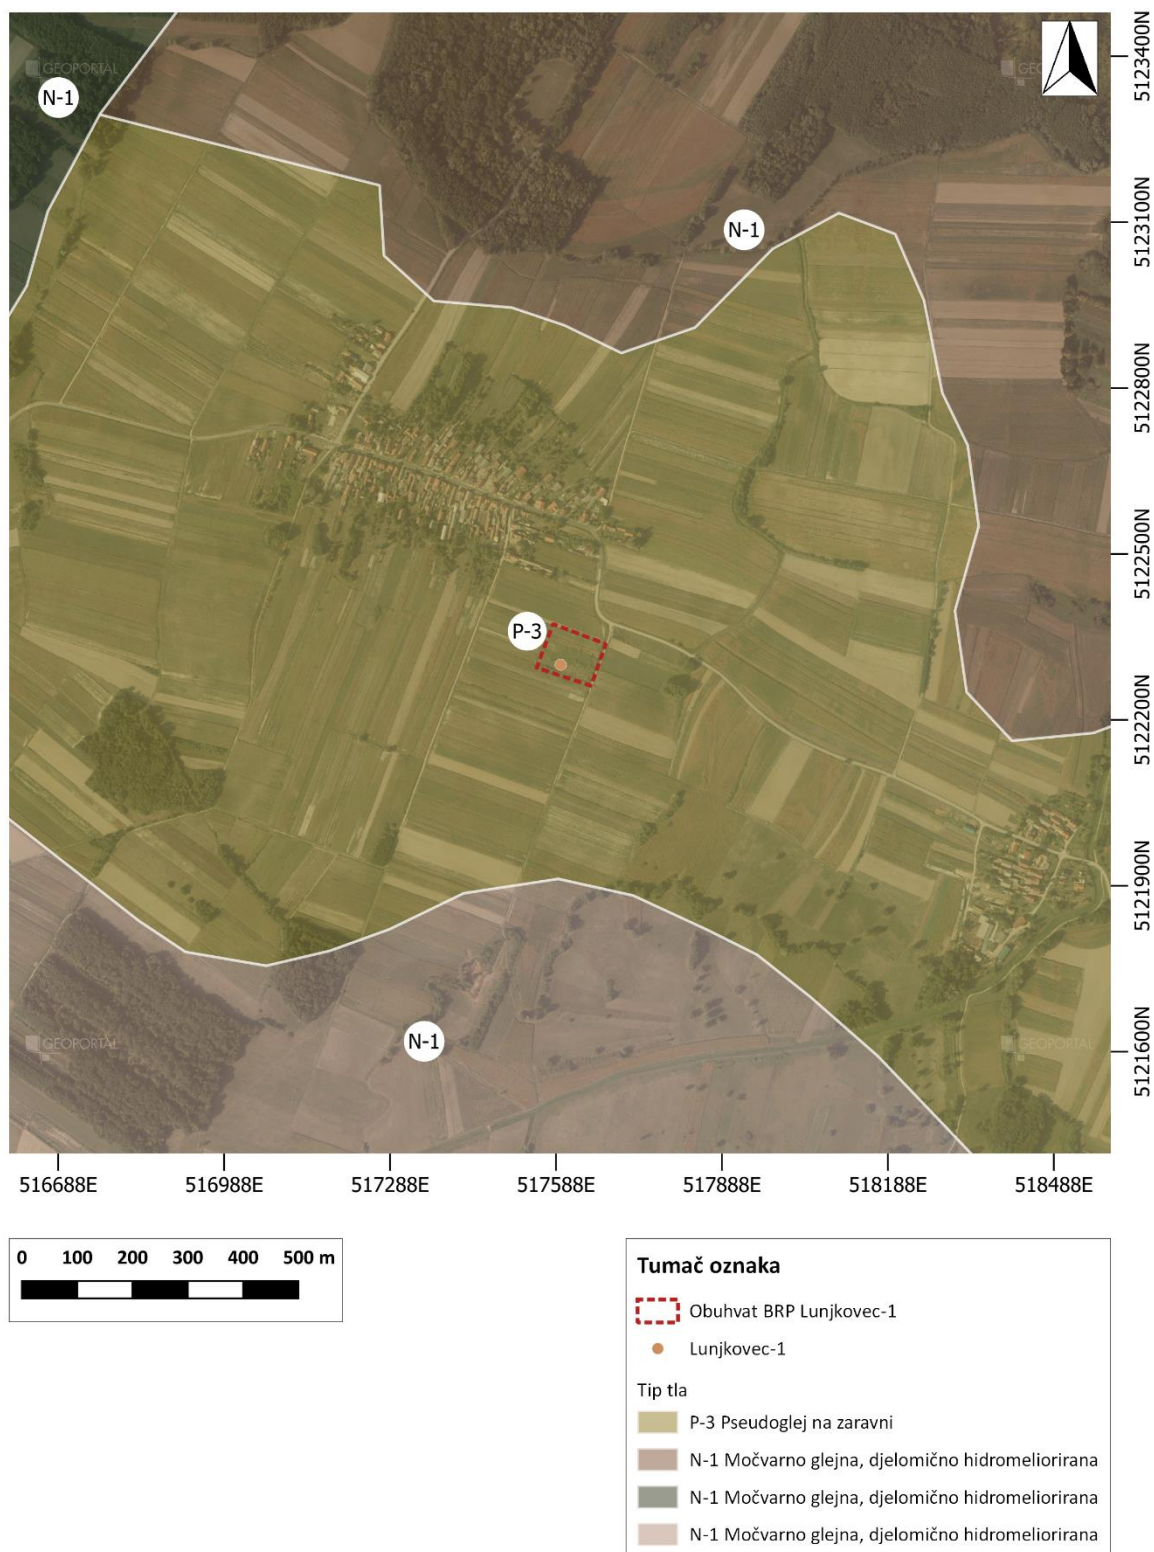 GEOPORTAL
N-1
5123400N
N-1
5123100N
5122800N
5122500N
P-3
5122200N
5121900N
N-1
GEOPORTAL
GEOPORTAL
5121600N
516688E 516988E 517288E 517588E 517888E 518188E 518488E
0 100 200 300 400 500 m
Tumač oznaka
Obuhvat BRP Lunjkovec-1
Lunjkovec-1
Tip tla
P-3 Pseudoglej na zaravni
N-1 Močvarno glejna, djelomično hidromeliorirana
N-1 Močvarno glejna, djelomično hidromeliorirana
N-1 Močvarno glejna, djelomično hidromeliorirana